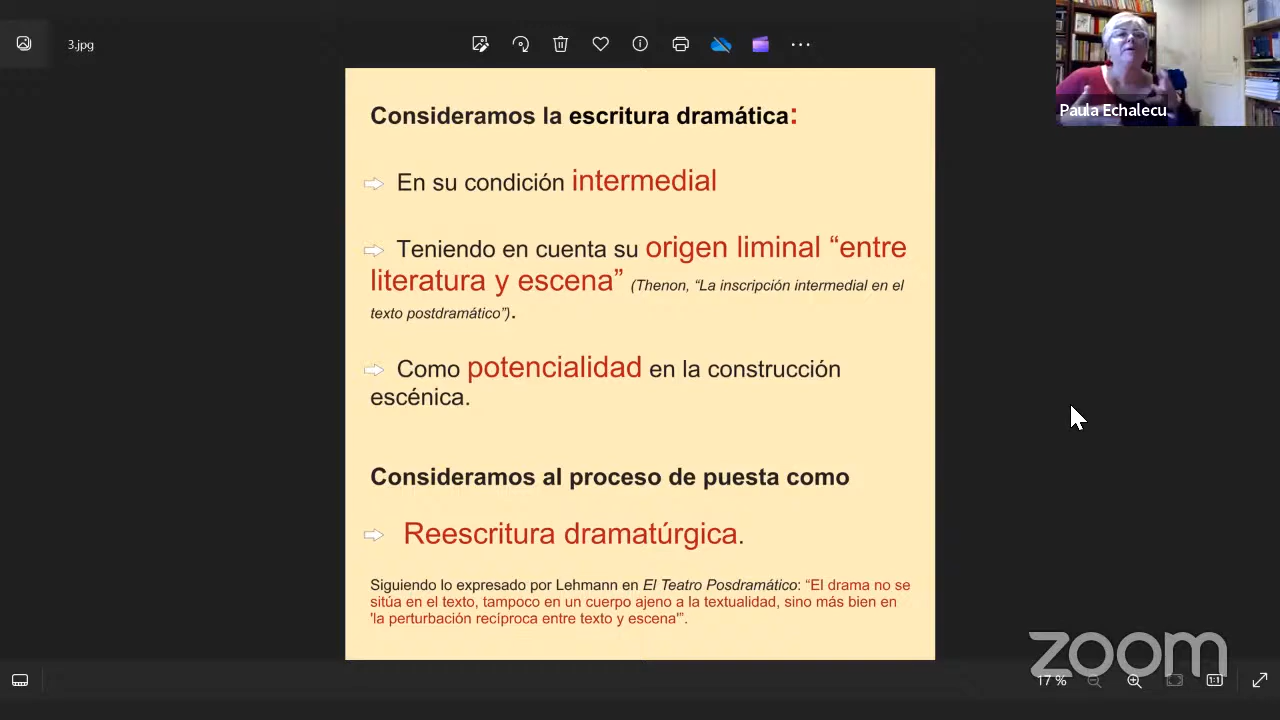 3.jpg
Paula Echalecu
Consideramos la escritura dramática:
En su condición intermedial
Teniendo en cuenta su origen liminal “entre
literatura y escena” (Thenon, “La inscripción intermedial en el
texto postdramático”).
Como potencialidad en la construcción
escénica.
Consideramos al proceso de puesta como
Reescritura dramatúrgica.
Siguiendo lo expresado por Lehmann en El Teatro Posdramático: “El drama no se
sitúa en el texto, tampoco en un cuerpo ajeno a la textualidad, sino más bien en
'la perturbación recíproca entre texto y escena'”.
zoom
17 %
1:1